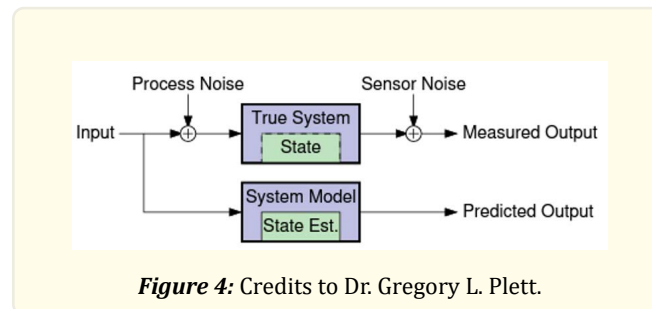 Process Noise
Sensor Noise
True System
Input
State
Measured Output
System Model
State Est.
Predicted Output
Figure 4: Credits to Dr. Gregory L. Plett.